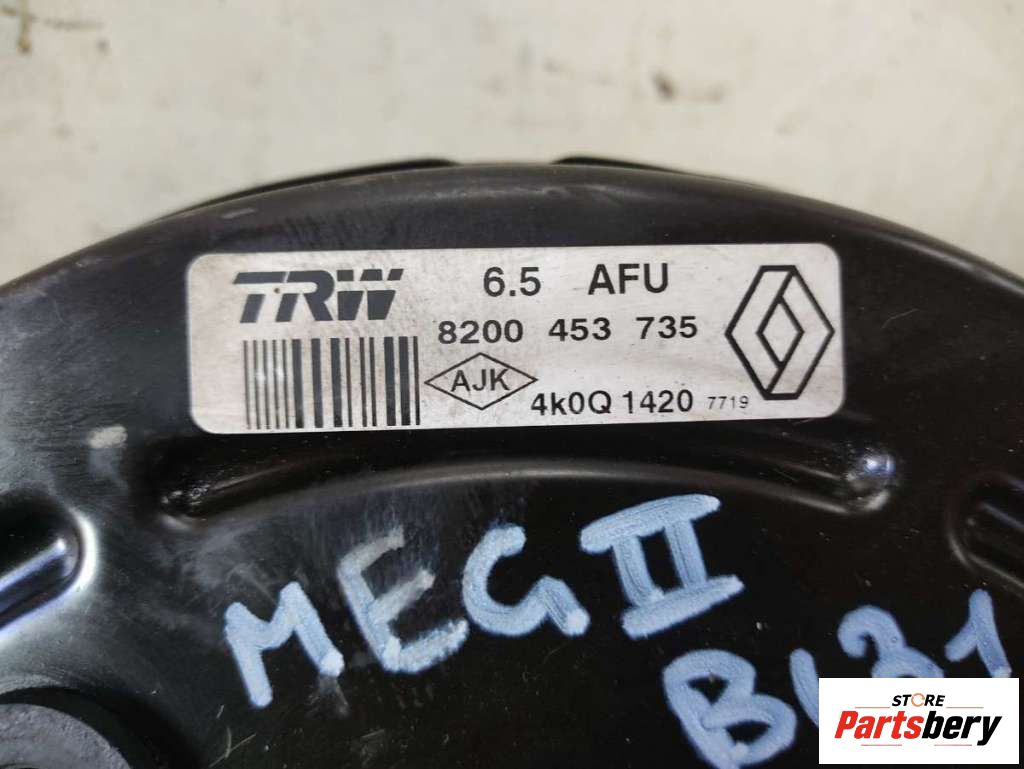 TRW 6.5 AFU
8200 453 735
AJK
4k0Q 1420 7719
MEG II
STORE
Partsbery